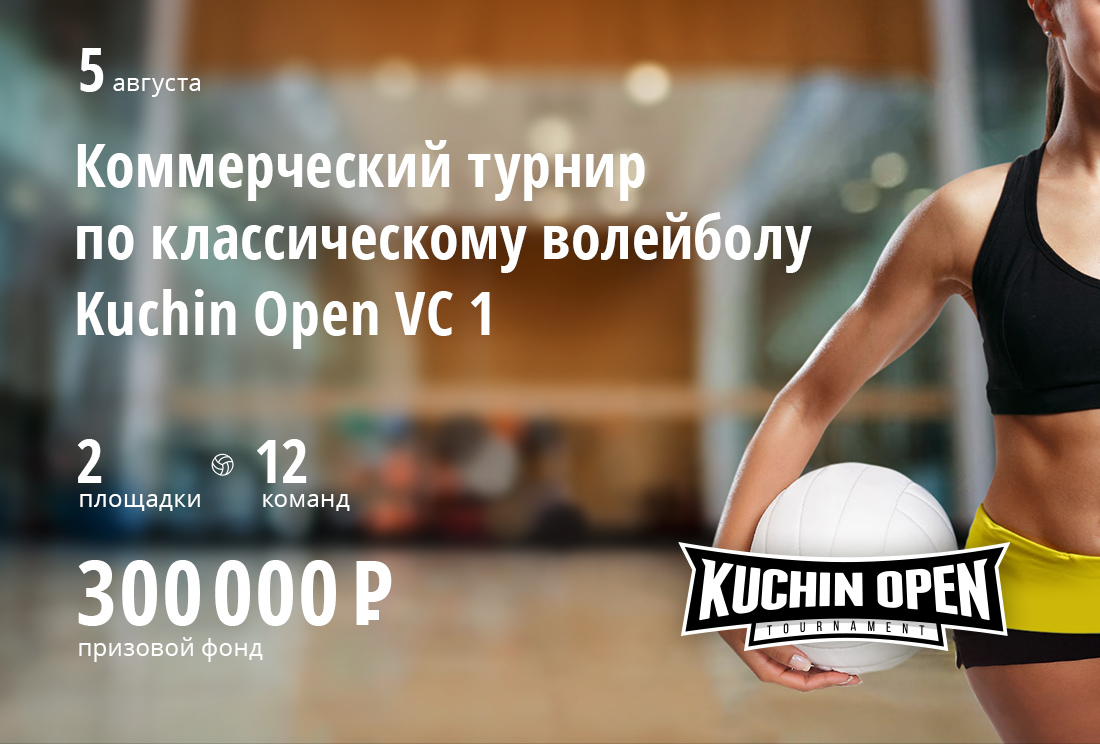 5 августа
Коммерческий турнир
по классическому волейболу
Kuchin Open VC 1
2 12
площадки команд
300 000 ₽
призовой фонд
KUCHIN OPEN
TOURNAMENT